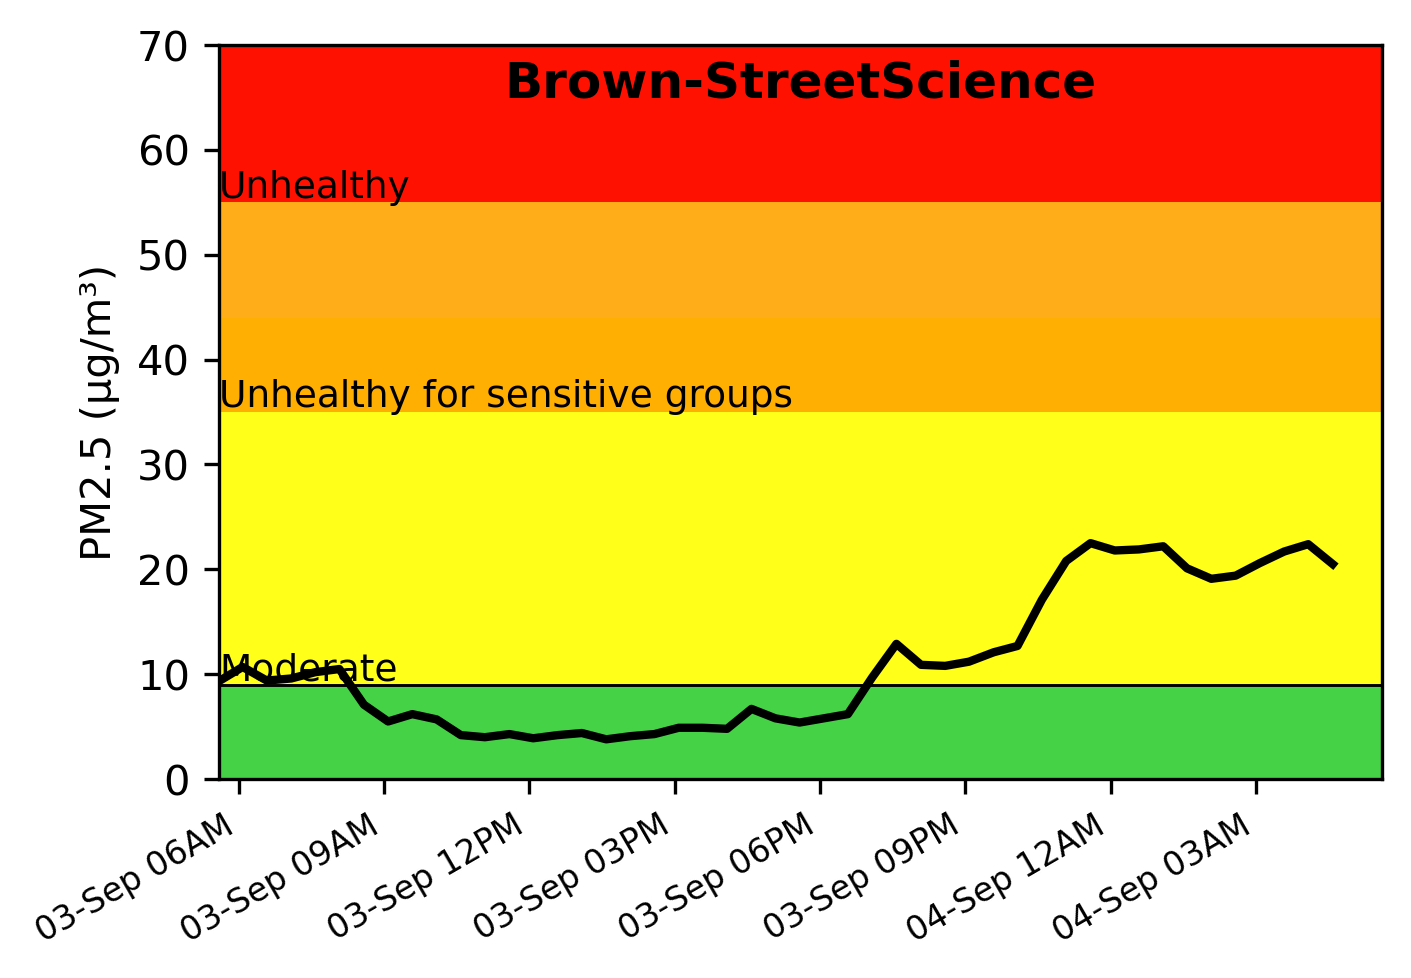 Brown-StreetScience
PM2.5 (µg/m³)
70
60
Unhealthy
50
40
Unhealthy for sensitive groups
30
20
10
Moderate
0
03-Sep 06AM
03-Sep 09AM
03-Sep 12PM
03-Sep 03PM
03-Sep 06PM
03-Sep 09PM
04-Sep 12AM
04-Sep 03AM